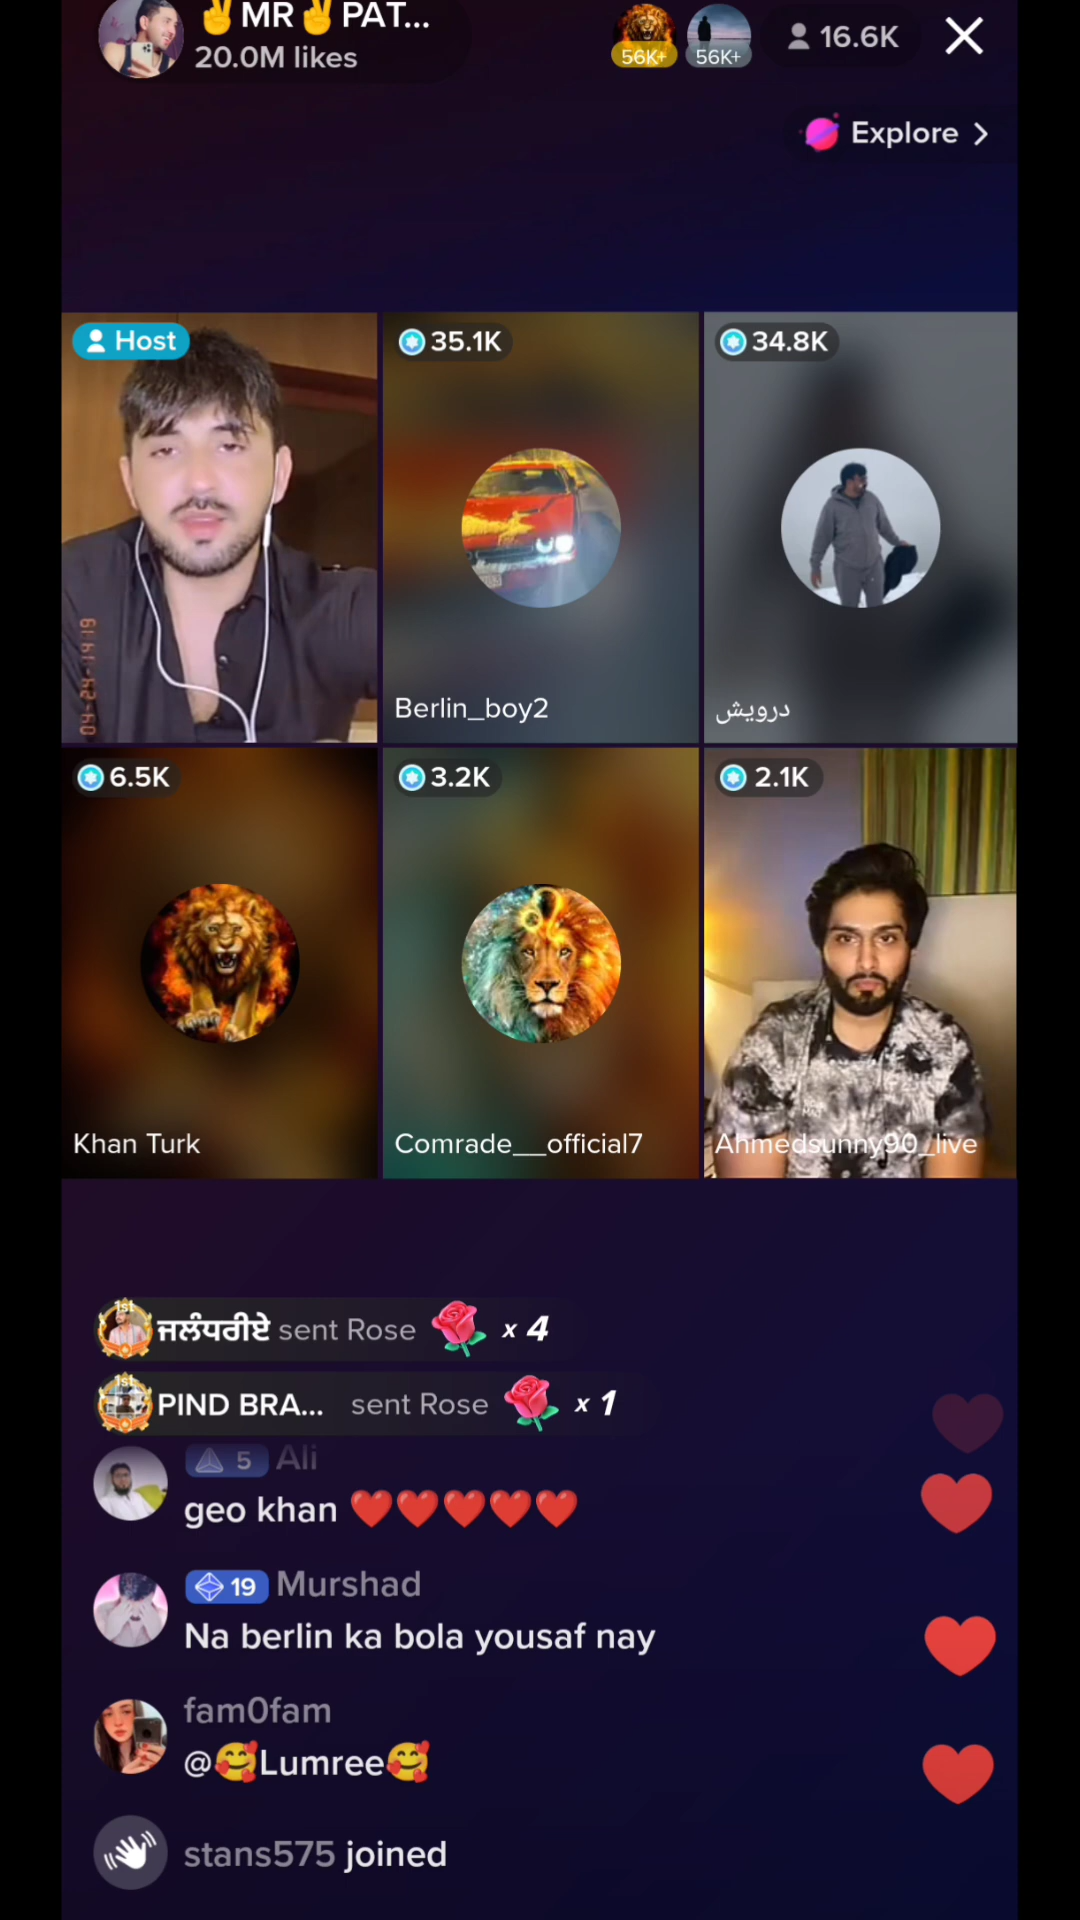 ✌️MR✌️PAT...
20.0M likes
56K+
56K+
16.6K
Explore
Host
35.1K
34.8K
Berlin_boy2
درویش
6.5K
3.2K
2.1K
Khan Turk
Comrade__official7
Ahmedsunny90_live
1st
ਜਲੰਧਰੀਏ sent Rose 🌹 x 4
1st
PIND BRA... sent Rose 🌹 x 1
5 Ali
geo khan ❤️❤️❤️❤️❤️
19 Murshad
Na berlin ka bola yousaf nay
fam0fam
@🥰Lumree🥰
stans575 joined